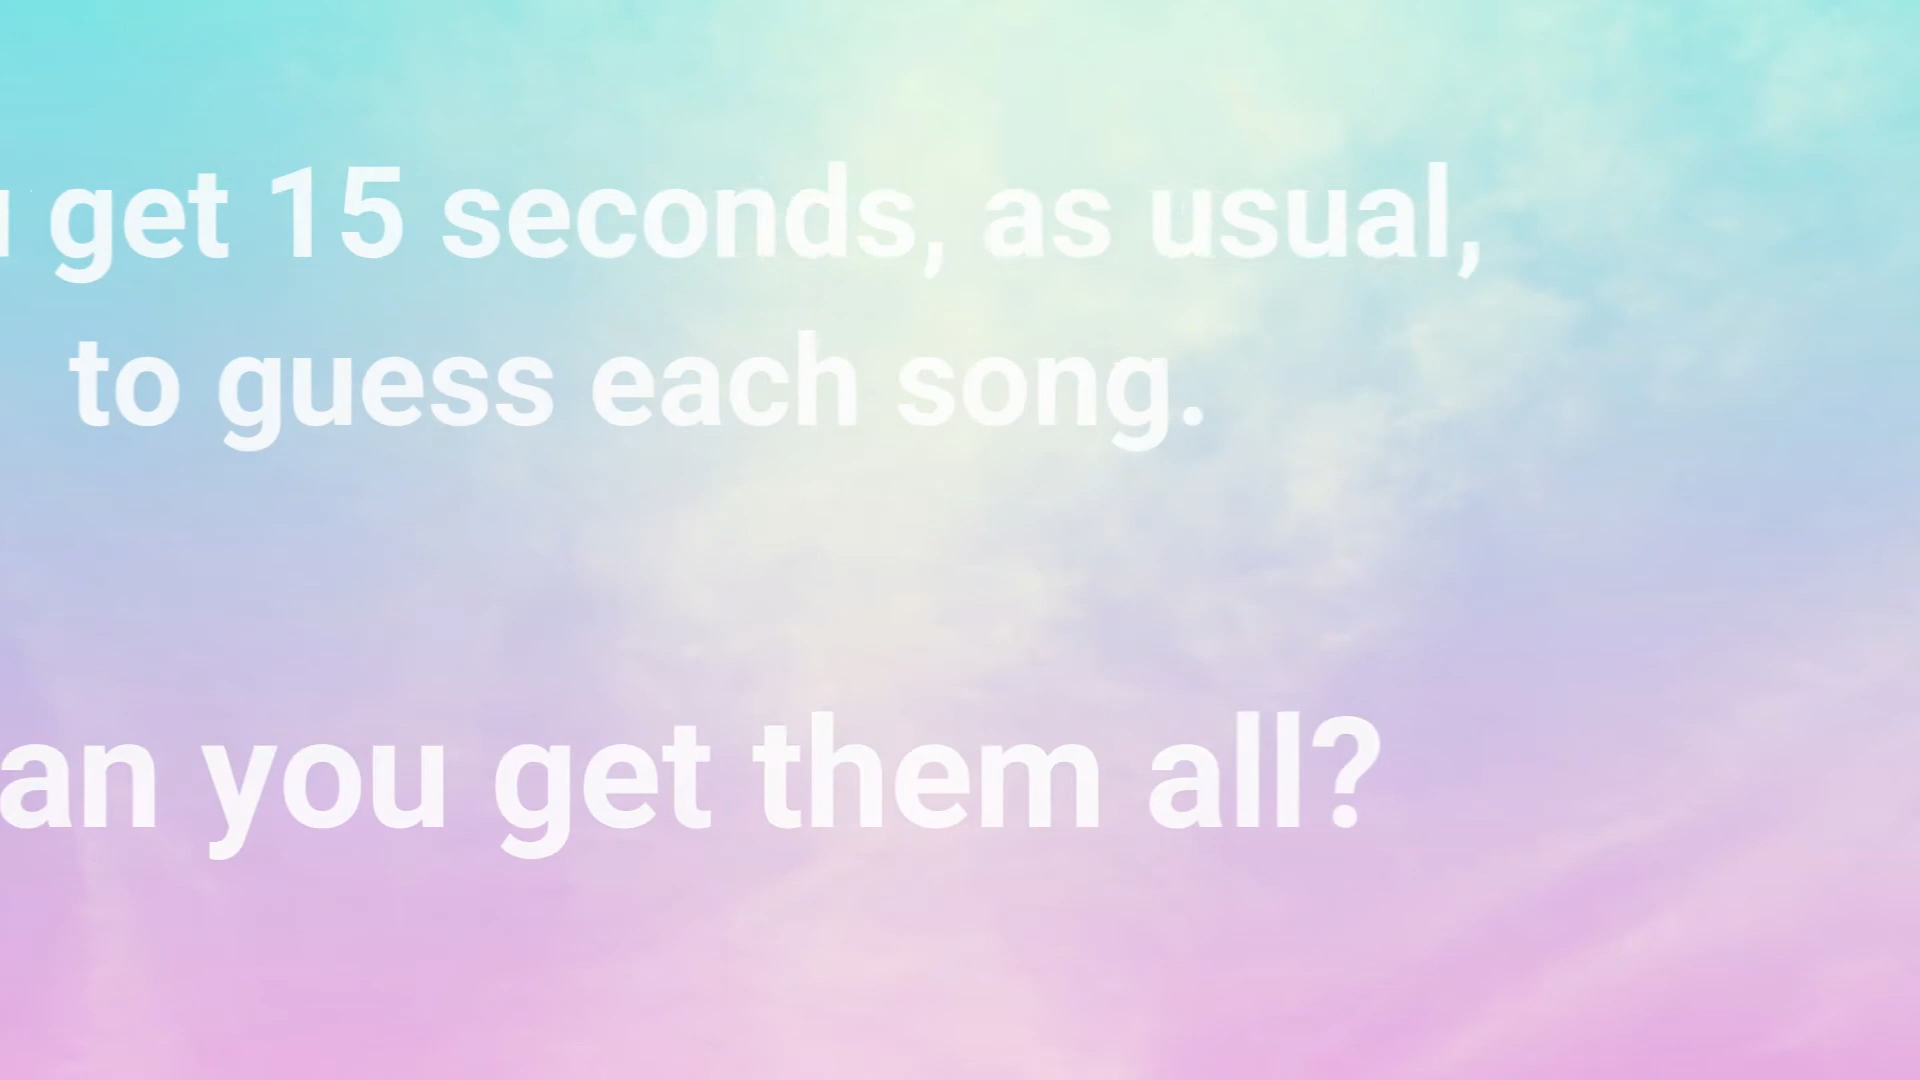 get 15 seconds, as usual,
to guess each song.
an you get them all?